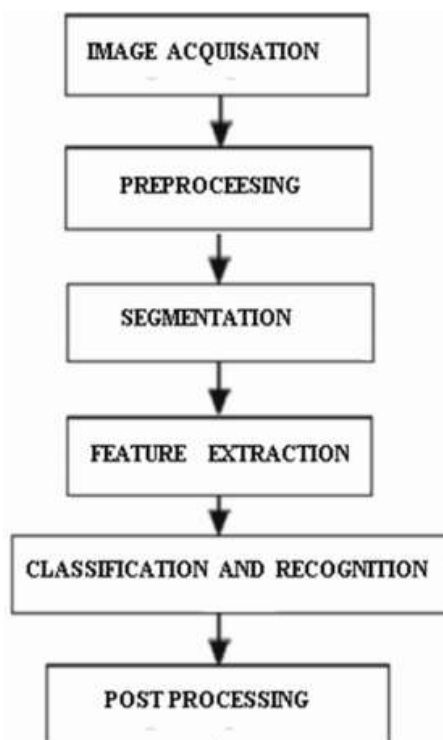 IMAGE ACQUISATION
PREPROCEESING
SEGMENTATION
FEATURE EXTRACTION
CLASSIFICATION AND RECOGNITION
POST PROCESSING